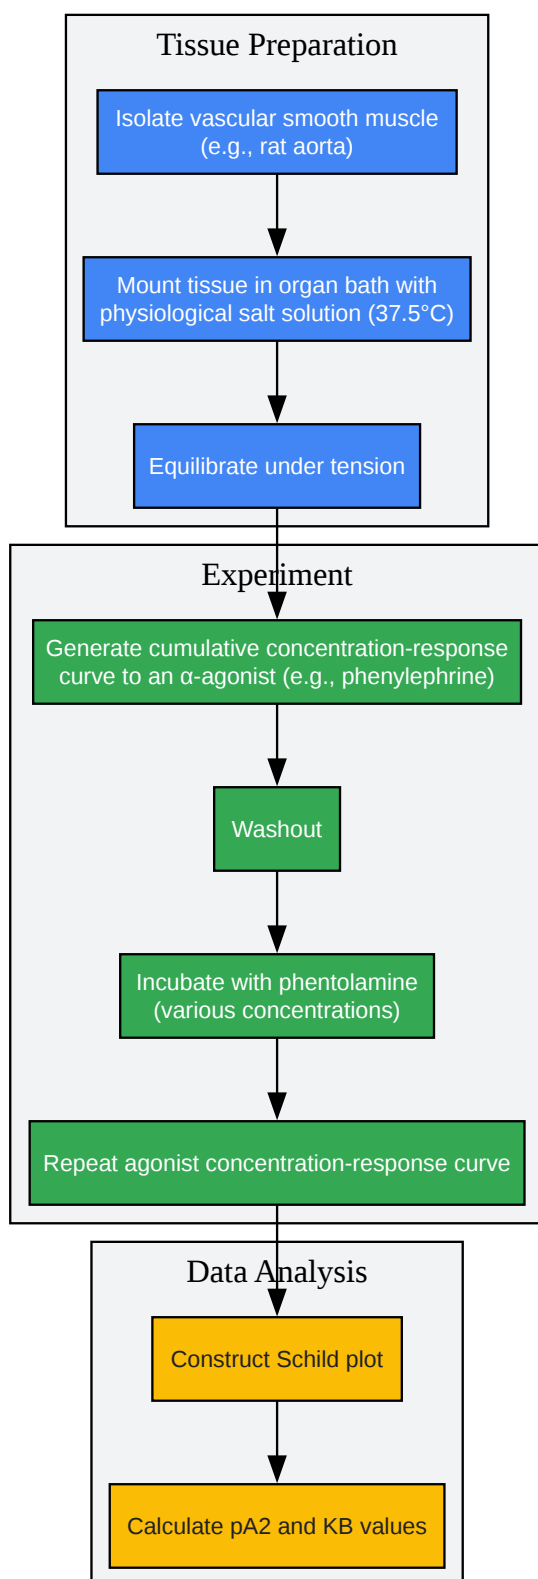 Tissue Preparation
Isolate vascular smooth muscle
(e.g., rat aorta)
Mount tissue in organ bath with
physiological salt solution (37.5°C)
Equilibrate under tension
Experiment
Generate cumulative concentration-response
curve to an α-agonist (e.g., phenylephrine)
Washout
Incubate with phentolamine
(various concentrations)
Repeat agonist concentration-response curve
Data Analysis
Construct Schild plot
Calculate pA2 and KB values